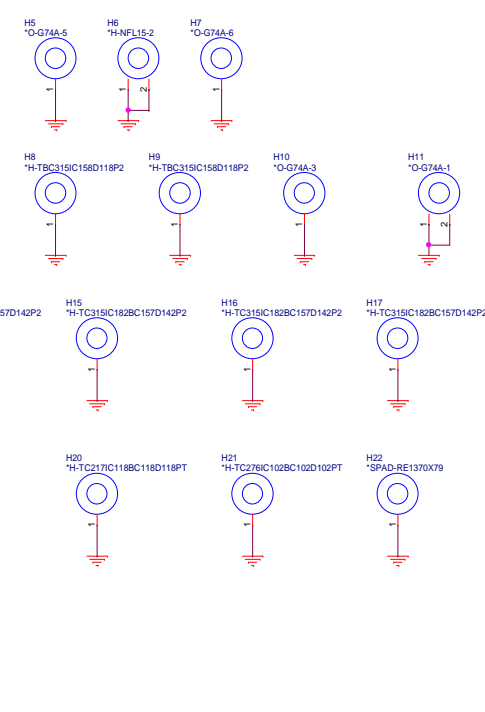 H5 H6 H7
*O-G74A-5 *H-NFL15-2 *O-G74A-6
1 1 2 1
H8 H9 H10 H11
*H-TBC315IC158D118P2 *H-TBC315IC158D118P2 *O-G74A-3 *O-G74A-1
1 1 1 1 2
H15 H16 H17
57D142P2 *H-TC315IC182BC157D142P2 *H-TC315IC182BC157D142P2 *H-TC315IC182BC157D142P2
1 1 1
H20 H21 H22
*H-TC217IC118BC118D118PT *H-TC276IC102BC102D102PT *SPAD-RE1370X79
1 1 1